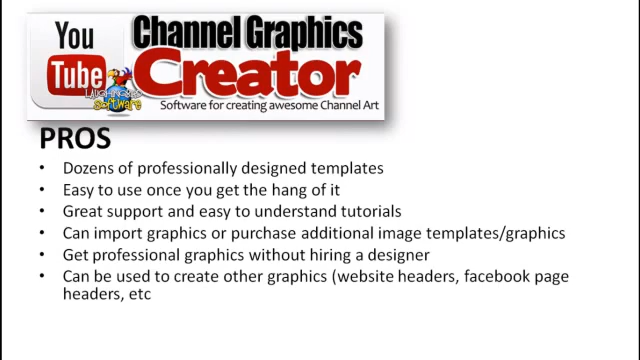 You
Tube
Channel Graphics
Creator
Software for creating awesome Channel Art
Software
PROS
• Dozens of professionally designed templates
• Easy to use once you get the hang of it
• Great support and easy to understand tutorials
• Can import graphics or purchase additional image templates/graphics
• Get professional graphics without hiring a designer
• Can be used to create other graphics (website headers, facebook page
headers, etc